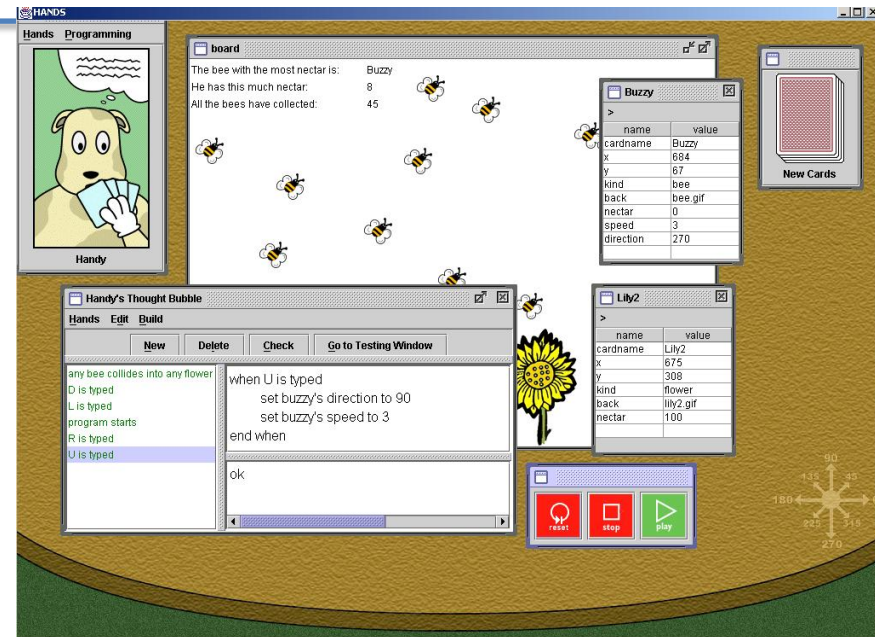 HANDS
Hands Programming
Handy
board
The bee with the most nectar is: Buzzy
He has this much nectar: 8
All the bees have collected: 45
Buzzy
>
name value
cardname Buzzy
x 684
y 67
kind bee
back bee.gif
nectar 0
speed 3
direction 270
New Cards
Handy's Thought Bubble
Hands Edit Build
New Delete Check Go to Testing Window
any bee collides into any flower
D is typed
L is typed
program starts
R is typed
U is typed
when U is typed
set buzzy's direction to 90
set buzzy's speed to 3
end when
ok
Lily2
>
name value
cardname Lily2
x 675
y 308
kind flower
back lily2.gif
nectar 100
reset stop play
90
135 45
180 0
225 315
270